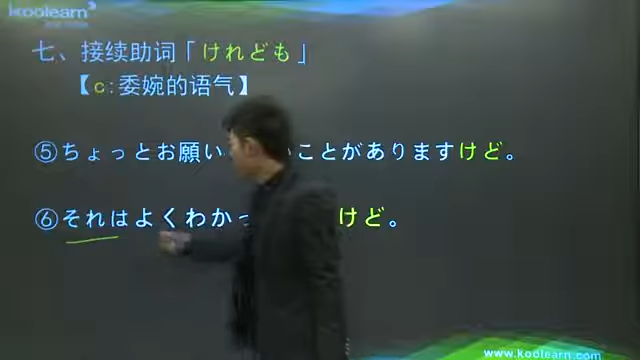 koolearn
七、接续助词「けれども」
【c:委婉的语气】
⑤ちょっとお願い いことがありますけど。
⑥それはよくわかっ けど。
www.koolearn.com